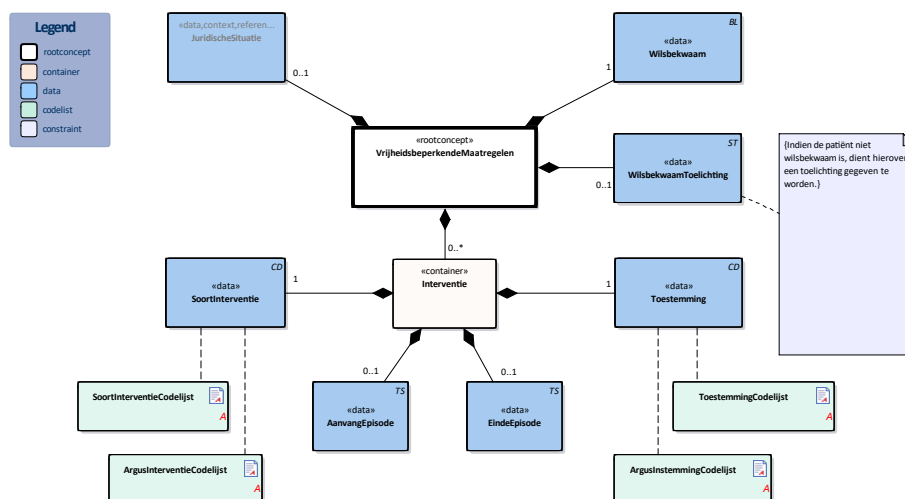 Legend
rootconcept
container
data
codelist
constraint
«data,context,referen...
JuridischeSituatie
0..1
BL
«data»
Wilsbekwaam
1
«rootconcept»
VrijheidsbeperkendeMaatregelen
ST
«data»
WilsbekwaamToelichting
0..1
{Indien de patiënt niet
wilsbekwaam is, dient hierover
een toelichting gegeven te
worden.}
0..*
CD
«data»
SoortInterventie
1
«container»
Interventie
CD
«data»
Toestemming
1
0..1
0..1
TS
«data»
AanvangEpisode
TS
«data»
EindeEpisode
SoortInterventieCodelijst
A
ToestemmingCodelijst
A
ArgusInterventieCodelijst
A
ArgusInstemmingCodelijst
A